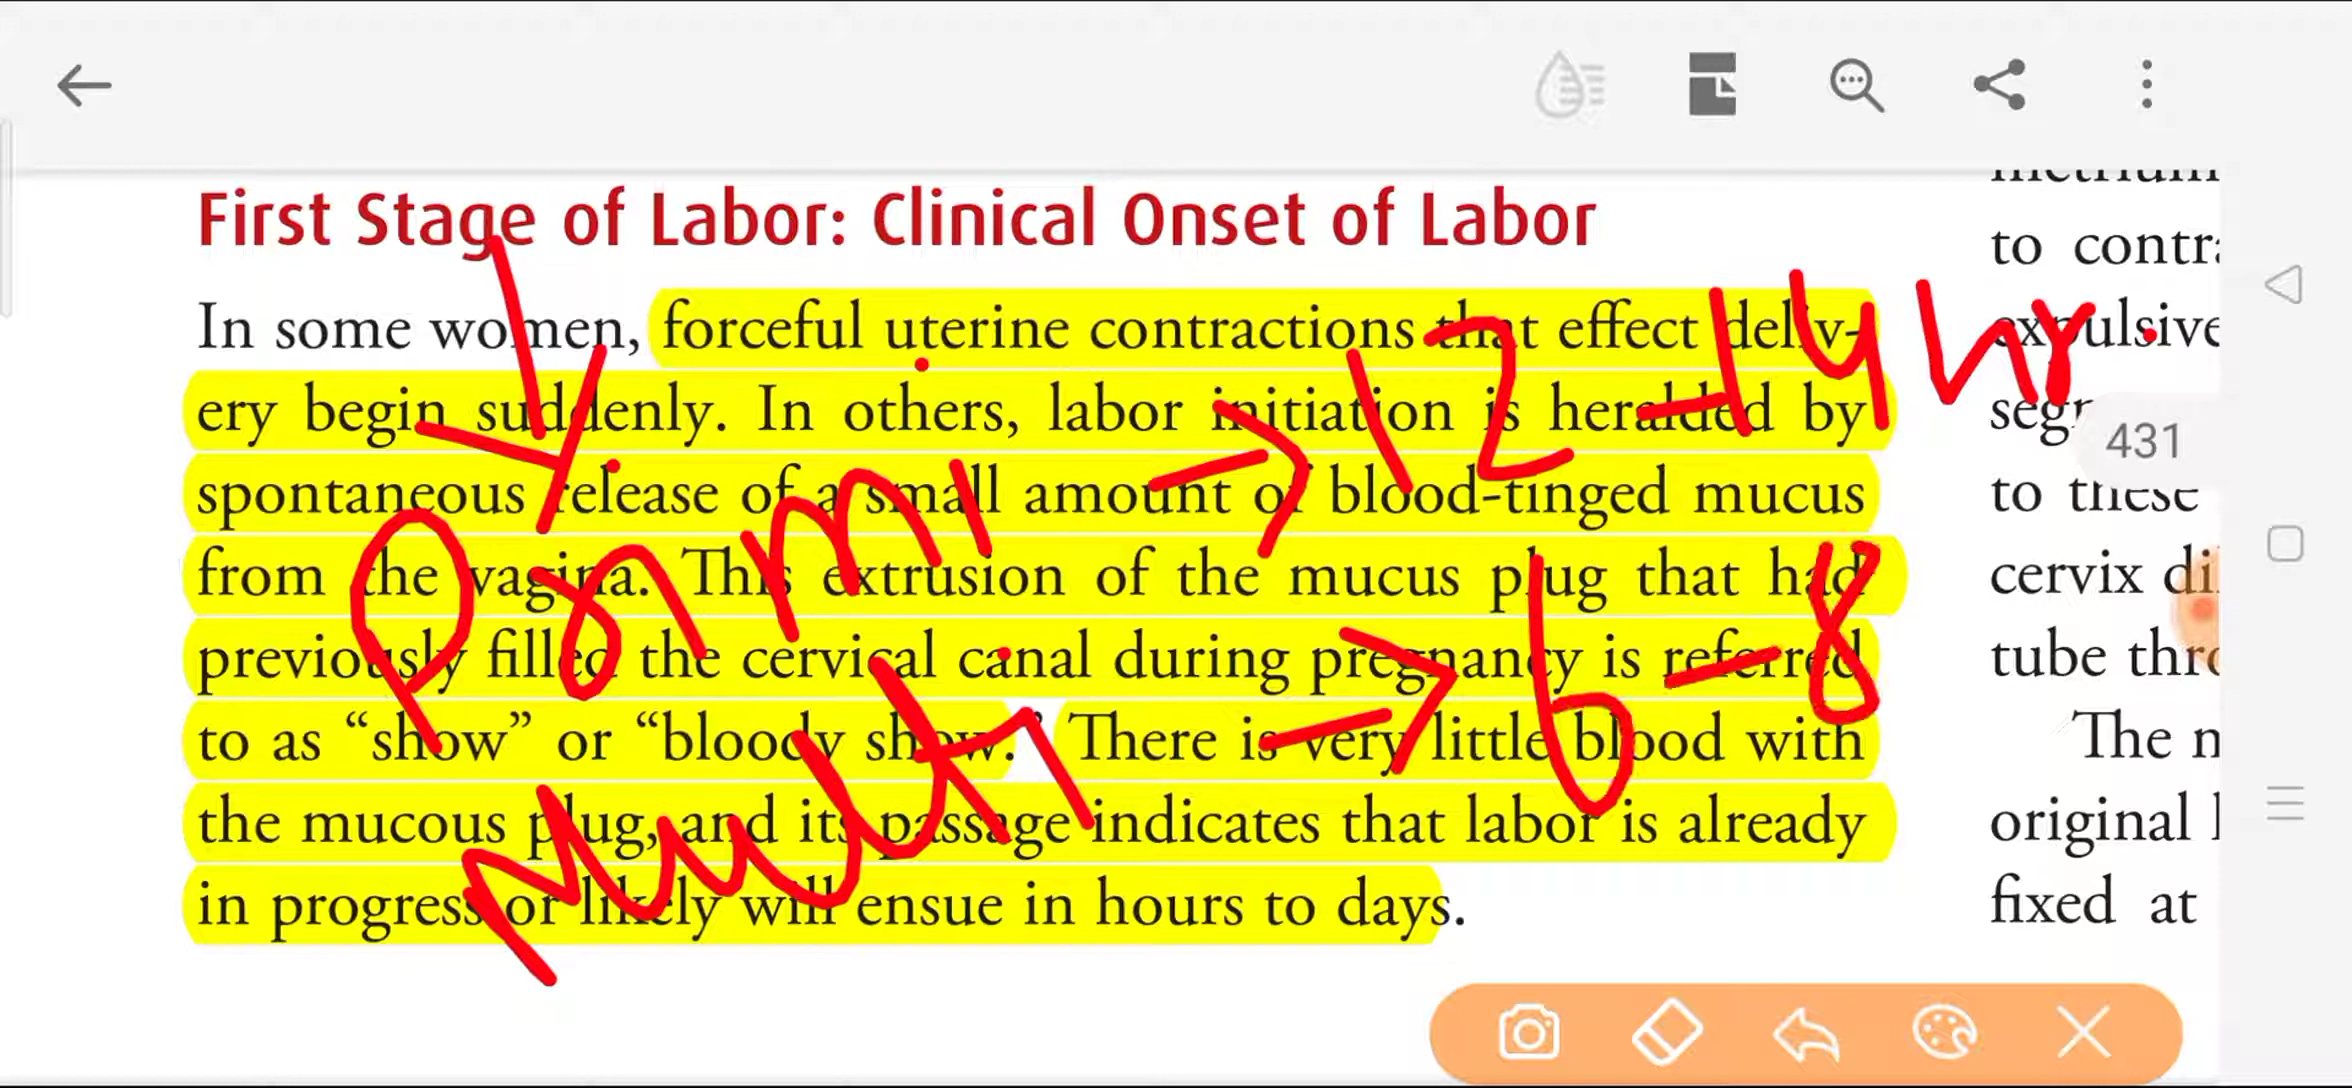 First Stage of Labor: Clinical Onset of Labor
In some women, forceful uterine contractions that effect deliv-
ery begin suddenly. In others, labor initiation is heralded by
spontaneous release of a small amount of blood-tinged mucus
from the vagina. This extrusion of the mucus plug that had
previously filled the cervical canal during pregnancy is referred
to as “show” or “bloody show.” There is very little blood with
the mucous plug, and its passage indicates that labor is already
in progress or likely will ensue in hours to days.
Primi → 12-14 hr.
Multi → 6-8
to contr
expulsive
segr
431
to these
cervix di
tube thro
The n
original l
fixed at